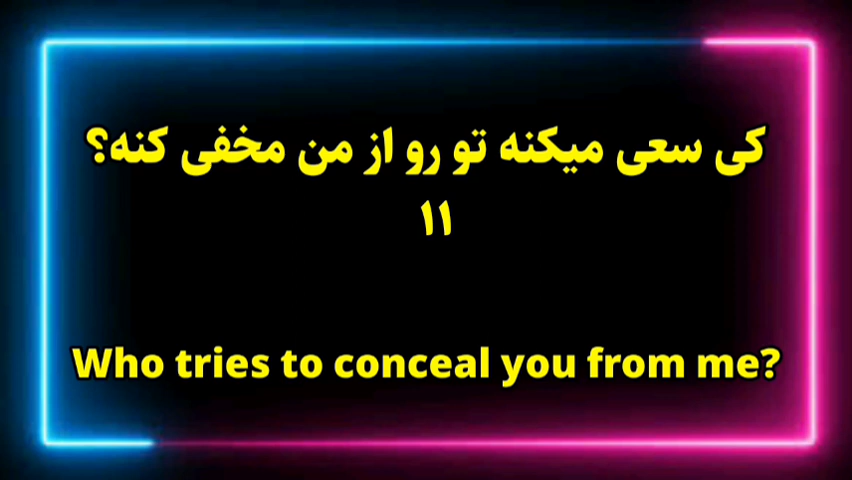 کی سعی میکنه تو رو از من مخفی کنه؟
۱۱
Who tries to conceal you from me?